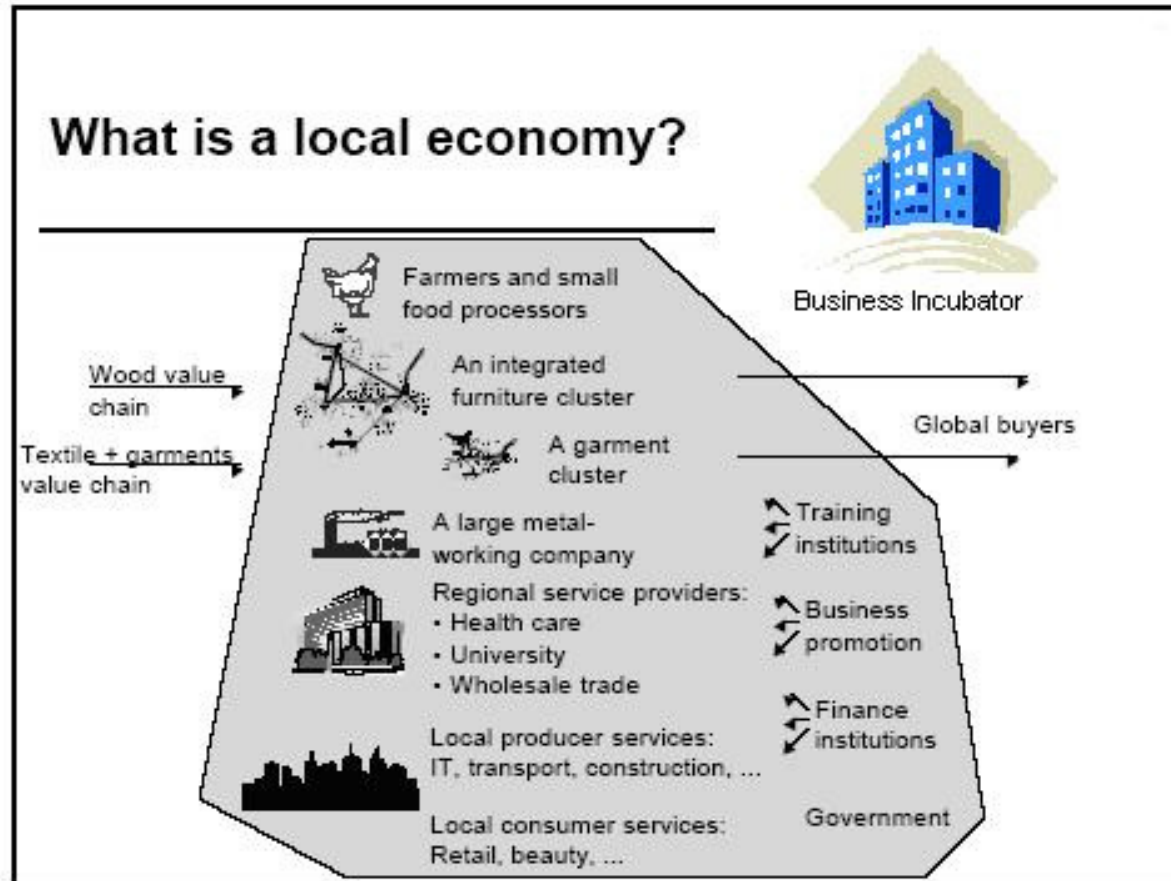 What is a local economy?
Business Incubator
Farmers and small
food processors
Wood value
chain
An integrated
furniture cluster
Global buyers
Textile + garments
value chain
A garment
cluster
A large metal-
working company
Training
institutions
Regional service providers:
• Health care
• University
• Wholesale trade
Business
promotion
Finance
institutions
Local producer services:
IT, transport, construction, ...
Government
Local consumer services:
Retail, beauty, ...